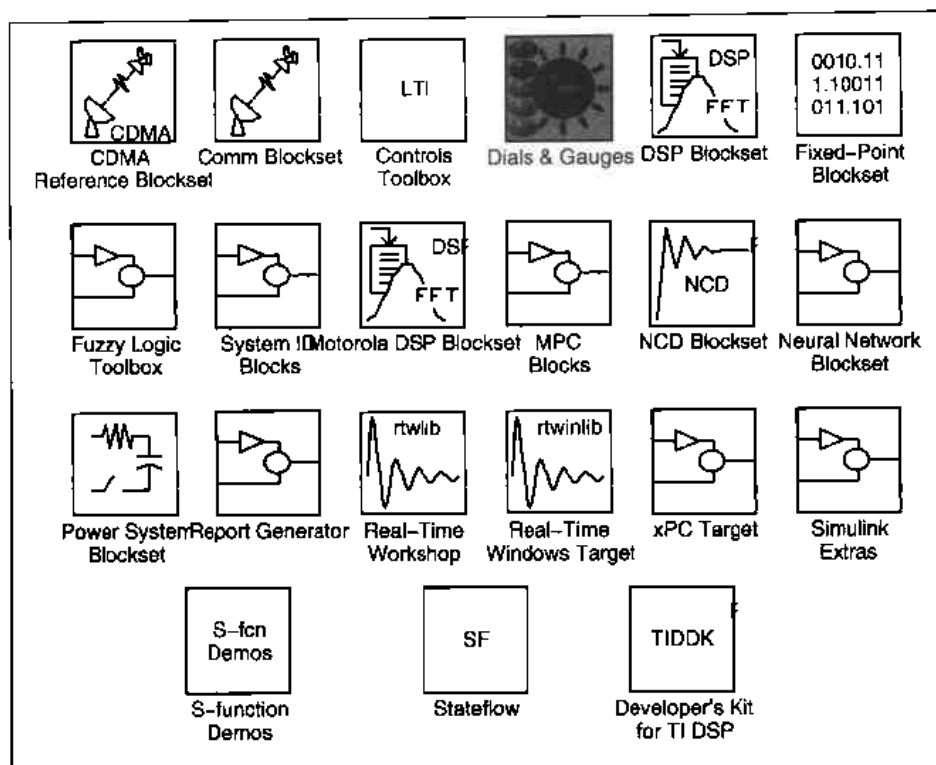 CDMA
CDMA
Reference Blockset
Comm Blockset
LTI
Controls
Toolbox
Dials & Gauges
DSP
FFT
DSP Blockset
0010.11
1.10011
011.101
Fixed-Point
Blockset
Fuzzy Logic
Toolbox
System ID
Blocks
DSP
FFT
Motorola DSP Blockset
MPC
Blocks
NCD
NCD Blockset
Neural Network
Blockset
Power System
Blockset
Report Generator
rtwlib
Real-Time
Workshop
rtwinlib
Real-Time
Windows Target
xPC Target
Simulink
Extras
S-fcn
Demos
S-function
Demos
SF
Stateflow
TIDDK
Developer's Kit
for TI DSP